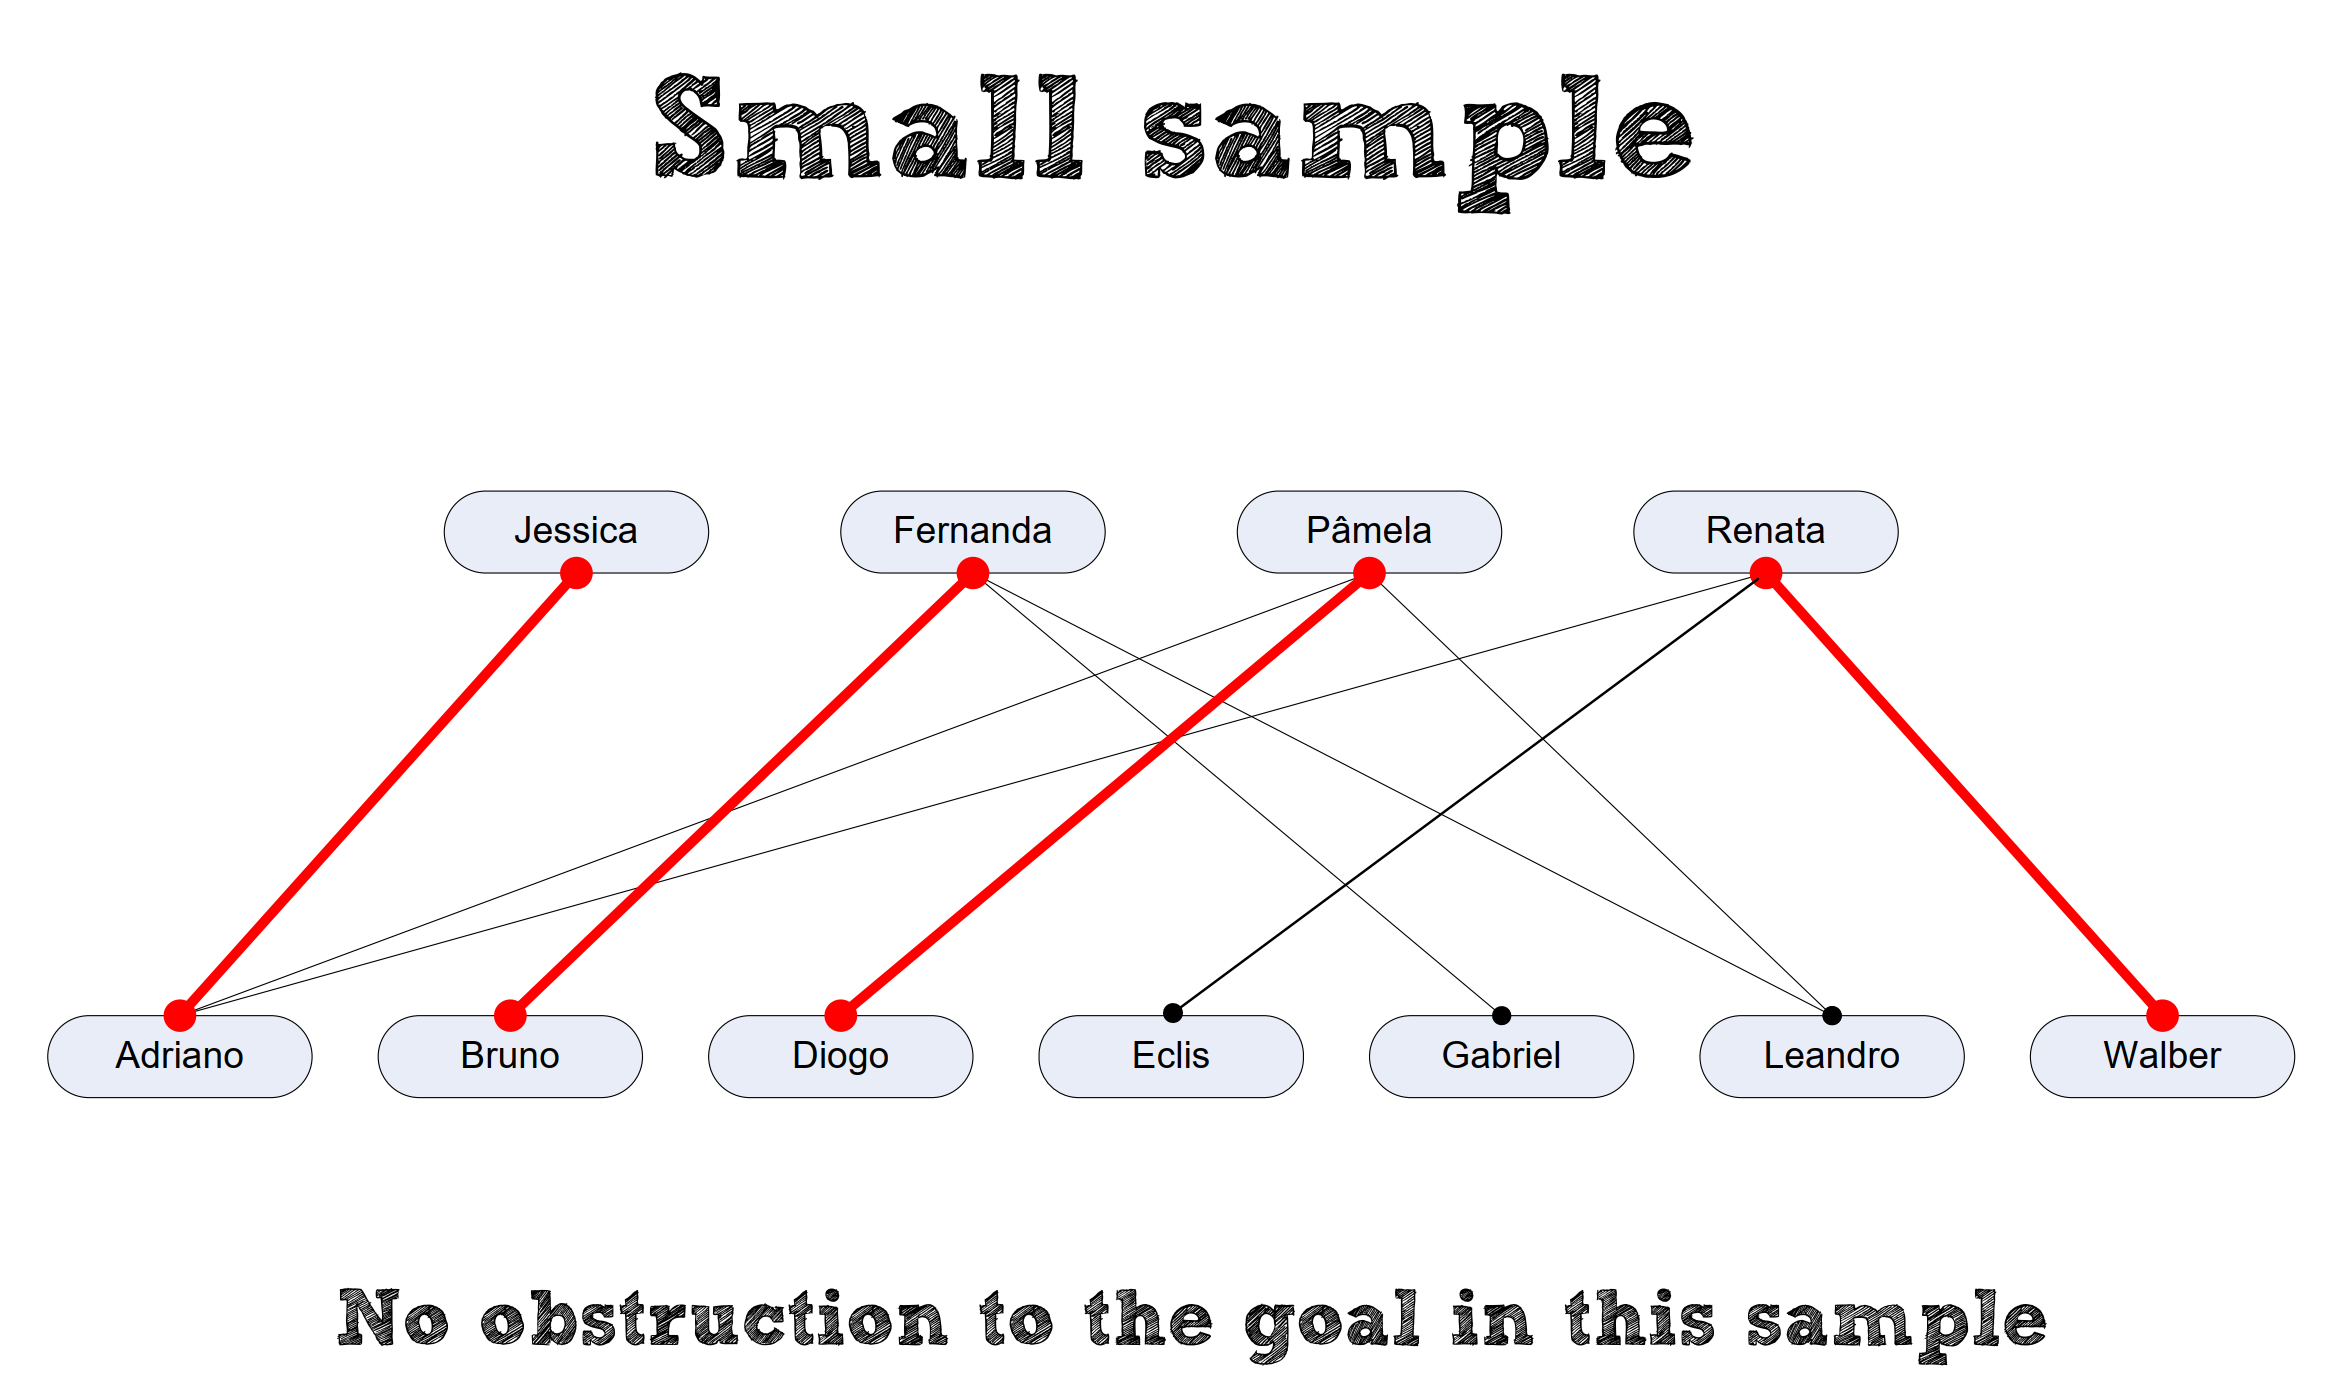 Small sample
Jessica Fernanda Pâmela Renata
Adriano Bruno Diogo Eclis Gabriel Leandro Walber
No obstruction to the goal in this sample